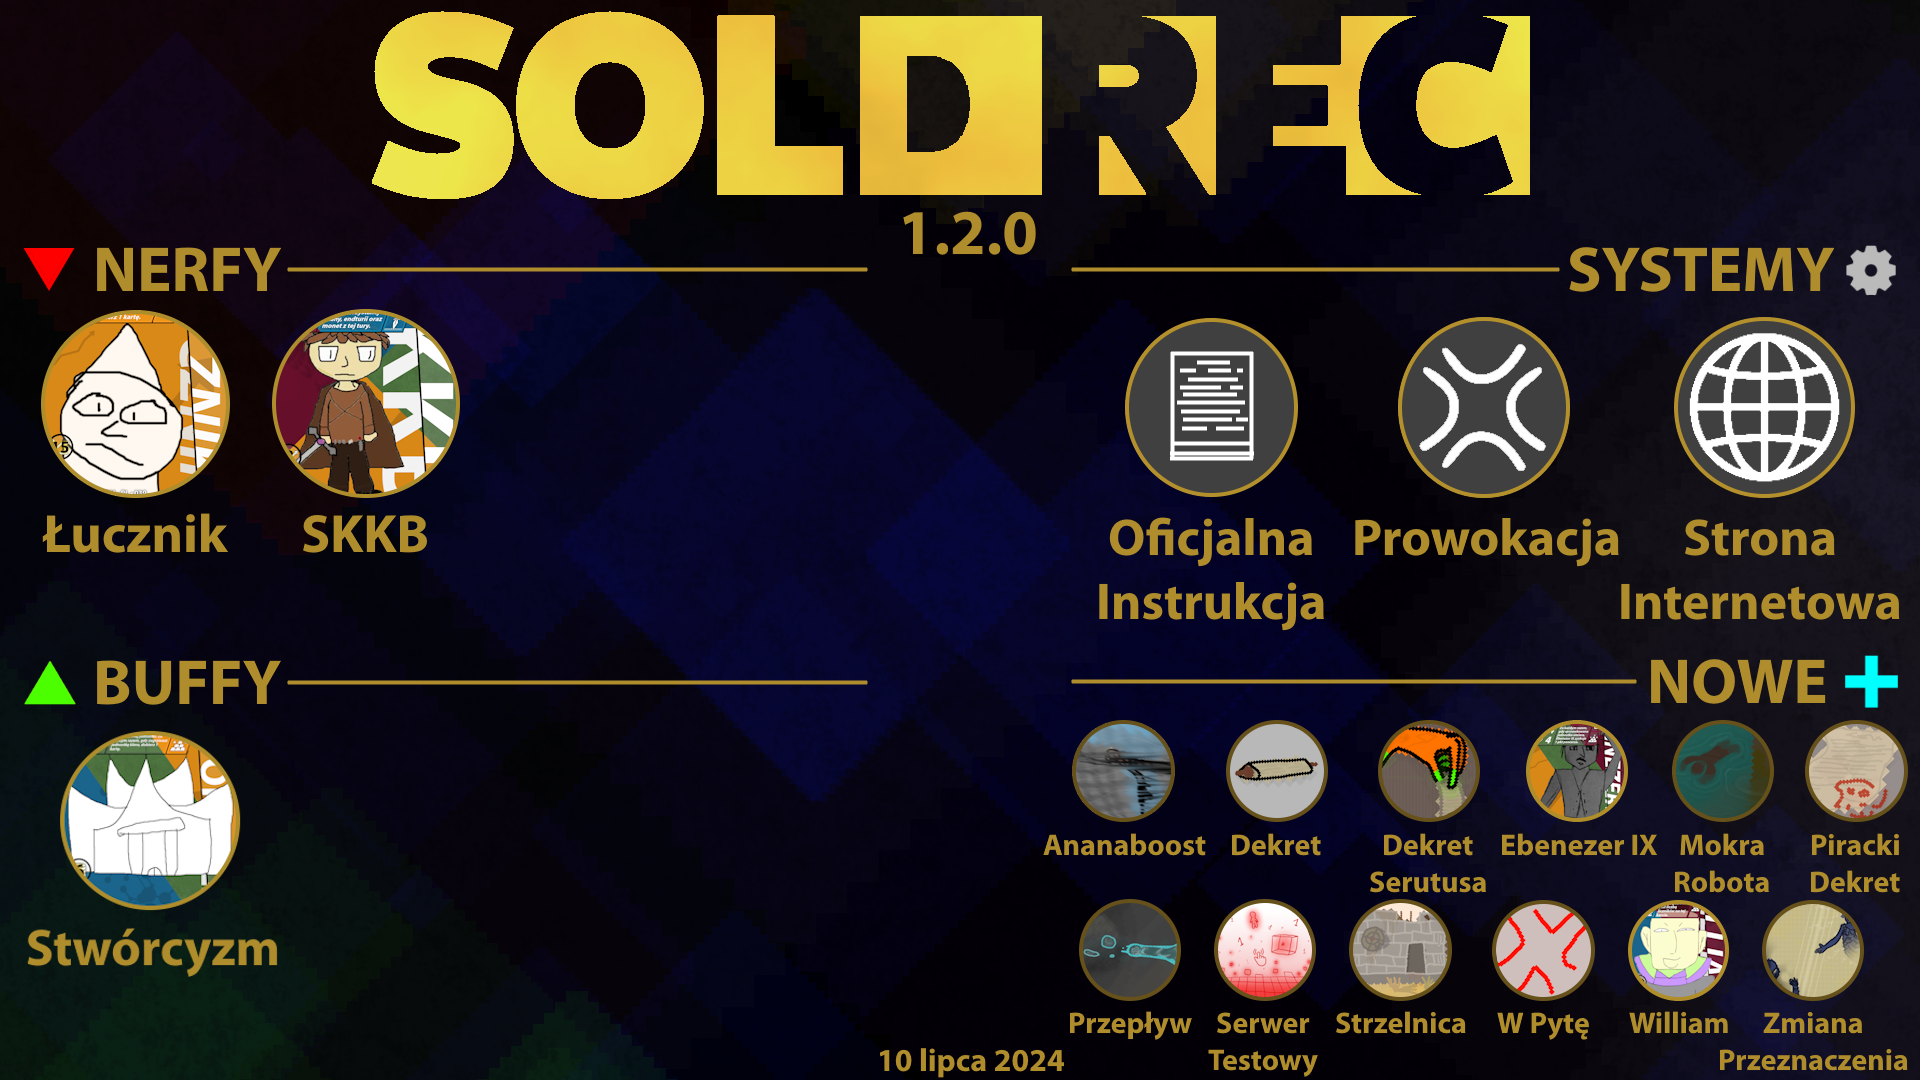 SOLDREC
1.2.0
NERFY
Łucznik
SKKB
BUFFY
Stwórcyzm
SYSTEMY
Oficjalna
Instrukcja
Prowokacja
Strona
Internetowa
NOWE
Ananaboost
Dekret
Dekret
Serutusa
Ebenezer IX
Mokra
Robota
Piracki
Dekret
Przepływ
Serwer
Testowy
Strzelnica
W Pytę
William
Zmiana
Przeznaczenia
10 lipca 2024